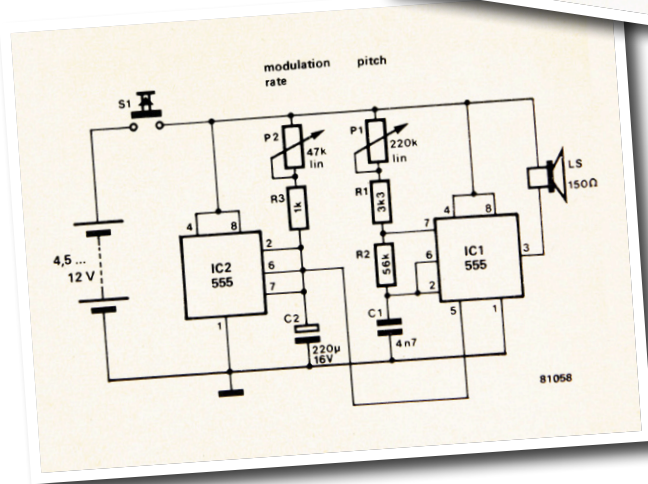 modulation pitch
rate
S1
P2
47k
lin
P1
220k
lin
R3
1k
R1
3k3
LS
150Ω
4 8
4 8
7
2
6
7
IC2
555
R2
56k
6
2
IC1
555
3
4,5 ...
12 V
1
C2
220µ
16V
C1
4n7
5 1
81058